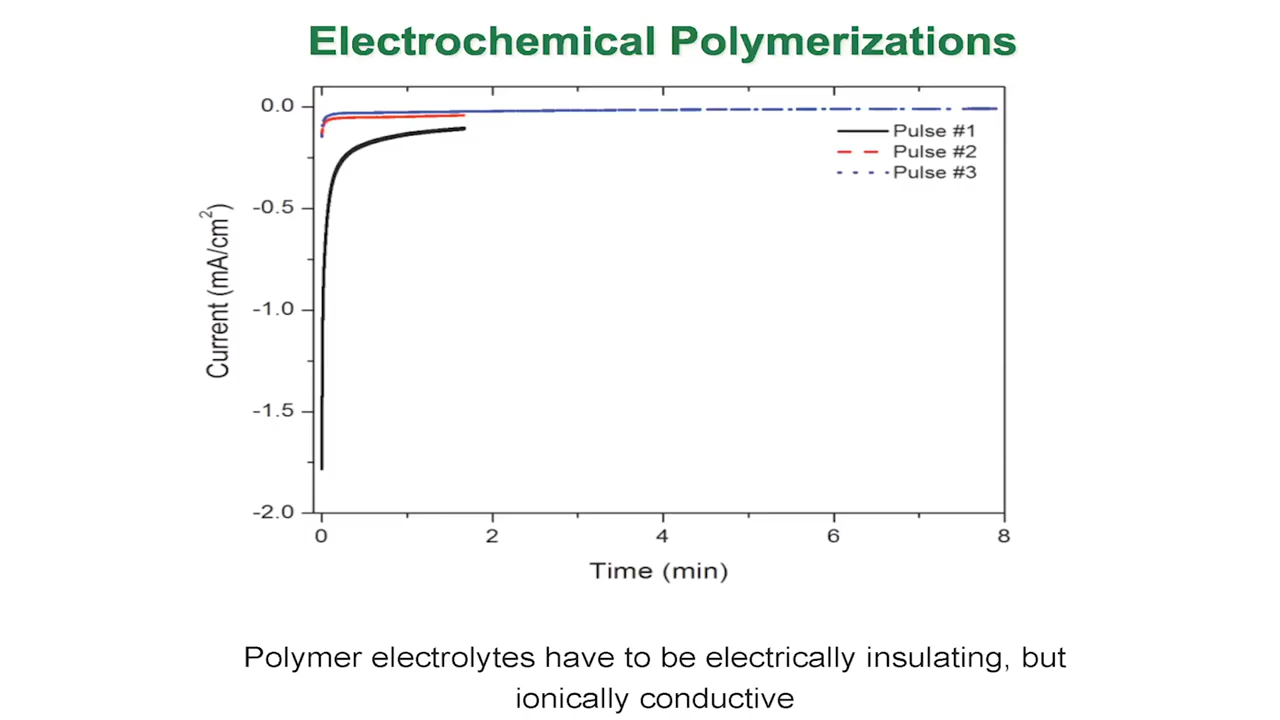 Electrochemical Polymerizations
0.0
-0.5
-1.0
-1.5
-2.0
Current (mA/cm²)
Pulse #1
Pulse #2
Pulse #3
0 2 4 6 8
Time (min)
Polymer electrolytes have to be electrically insulating, but
ionically conductive